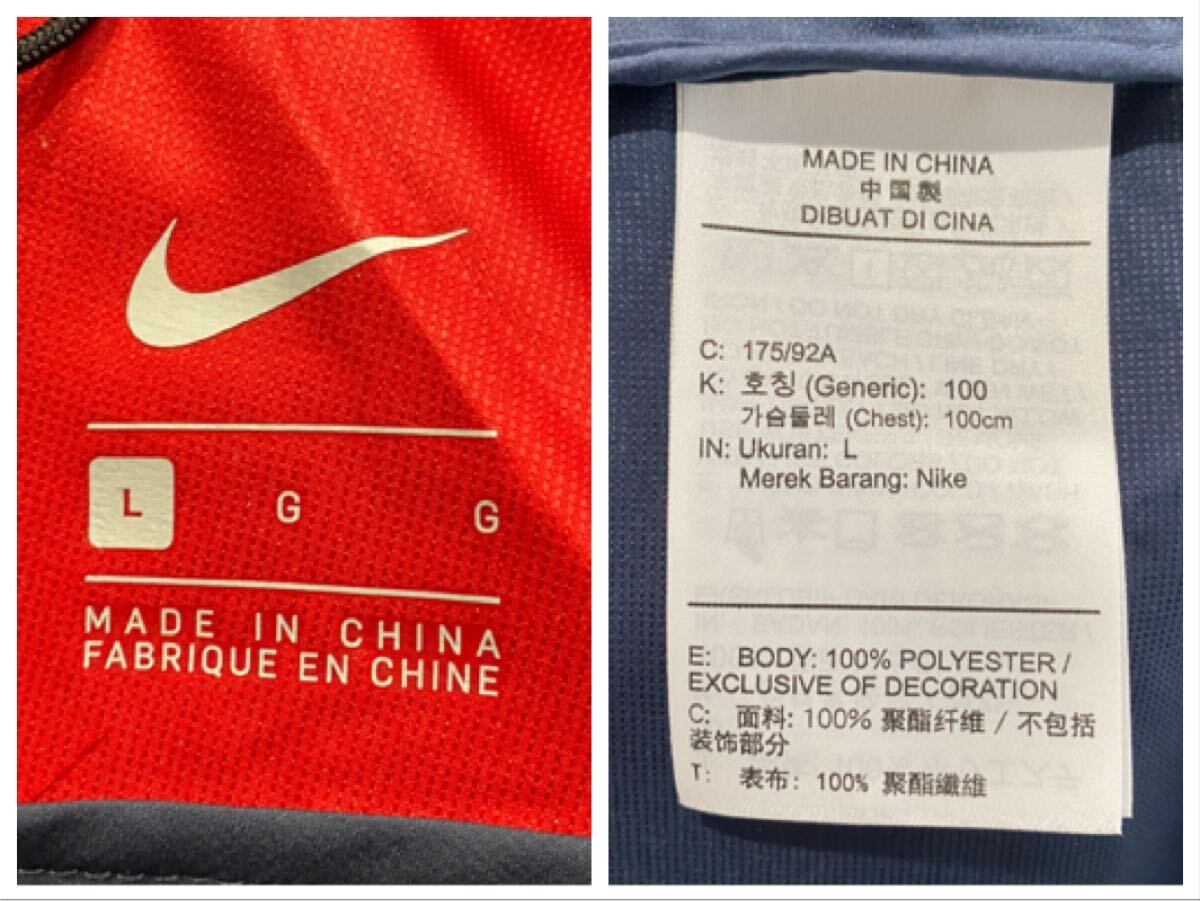 L G G
MADE IN CHINA
FABRIQUE EN CHINE
MADE IN CHINA
中国製
DIBUAT DI CINA
C: 175/92A
K: 호칭 (Generic): 100
가슴둘레 (Chest): 100cm
IN: Ukuran: L
Merek Barang: Nike
E: BODY: 100% POLYESTER /
EXCLUSIVE OF DECORATION
C: 面料: 100% 聚酯纤维 / 不包括
装饰部分
T: 表布: 100% 聚酯纖維